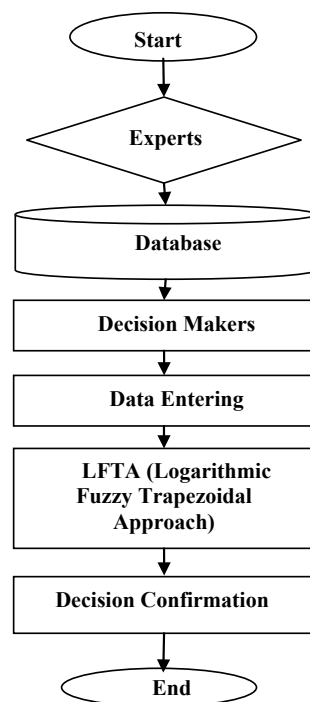 Start
Experts
Database
Decision Makers
Data Entering
LFTA (Logarithmic
Fuzzy Trapezoidal
Approach)
Decision Confirmation
End